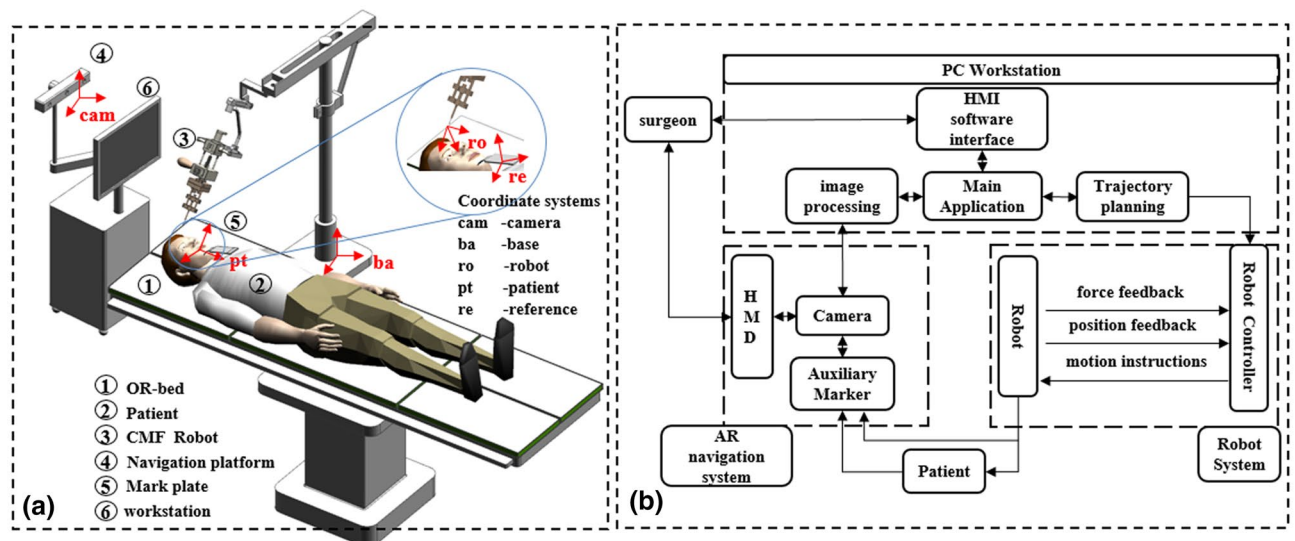 ④
⑥
cam
③
ro
re
⑤
pt
①
②
ba
Coordinate systems
cam -camera
ba -base
ro -robot
pt -patient
re -reference
① OR-bed
② Patient
③ CMF Robot
④ Navigation platform
⑤ Mark plate
⑥ workstation
(a)
PC Workstation
surgeon
HMI
software
interface
image
processing
Main
Application
Trajectory
planning
H
M
D
Camera
Auxiliary
Marker
AR
navigation
system
Patient
Robot
force feedback
position feedback
motion instructions
Robot Controller
Robot
System
(b)